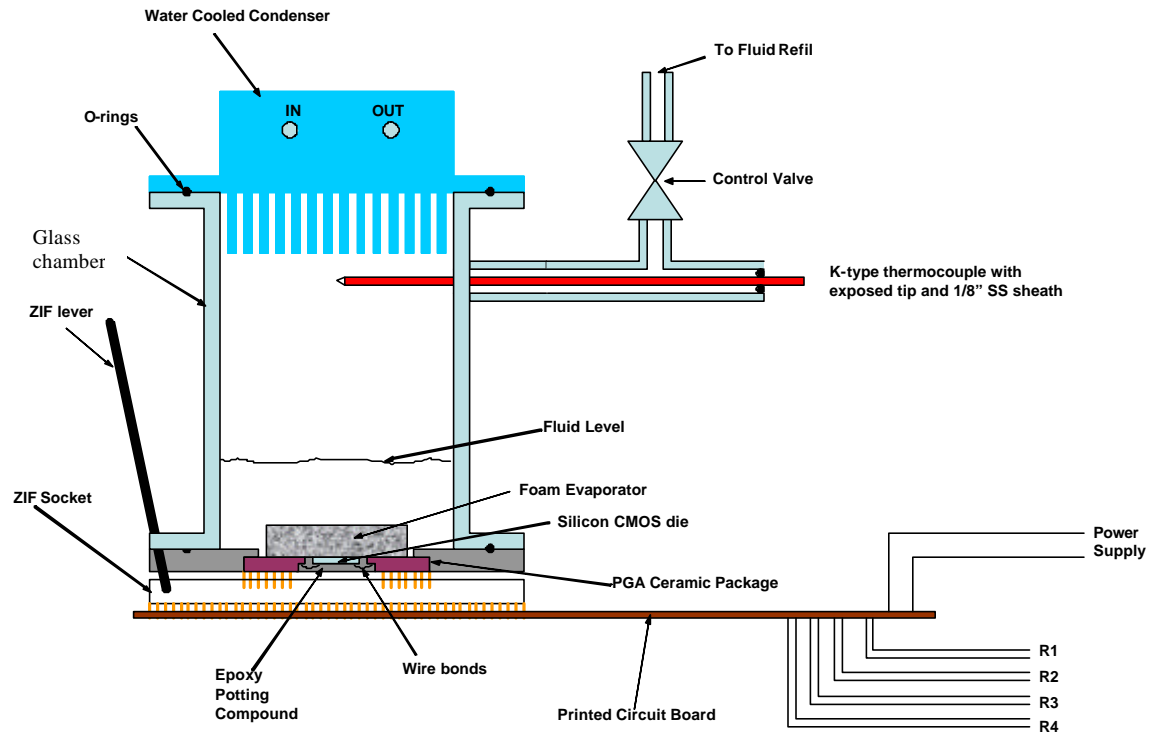 Water Cooled Condenser
To Fluid Refil
IN
OUT
O-rings
Control Valve
Glass
chamber
K-type thermocouple with
exposed tip and 1/8” SS sheath
ZIF lever
Fluid Level
ZIF Socket
Foam Evaporator
Silicon CMOS die
Power
Supply
PGA Ceramic Package
R1
Epoxy
Potting
Compound
Wire bonds
R2
R3
Printed Circuit Board
R4